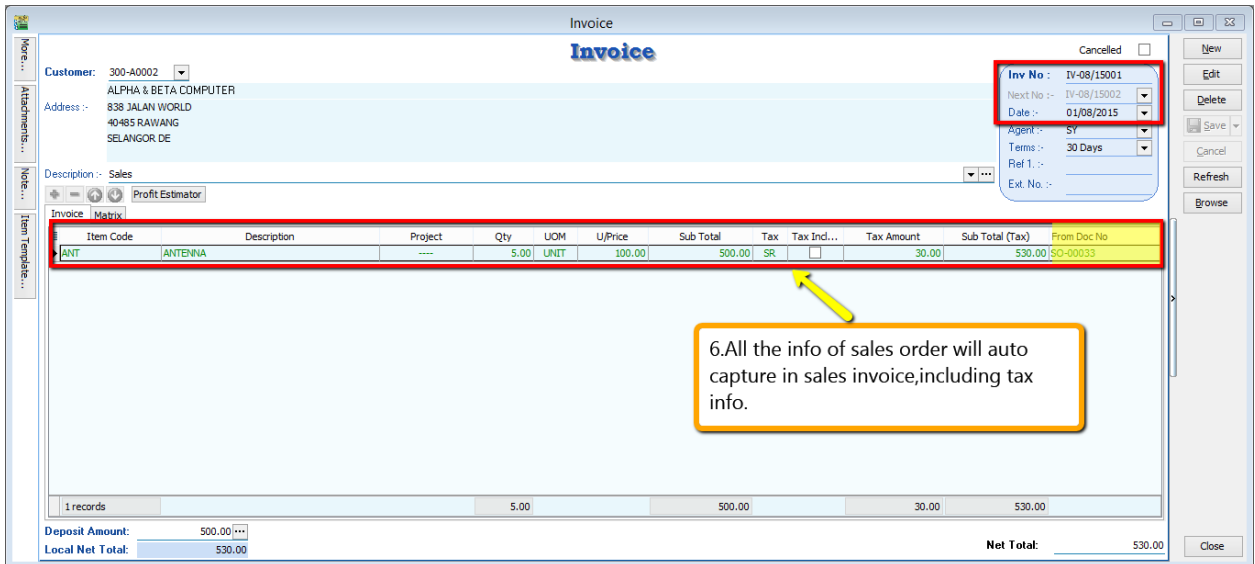 Invoice
More...
Attachments...
Note...
Item Template...
Invoice
Cancelled
Customer: 300-A0002
ALPHA & BETA COMPUTER
Address :- 838 JALAN WORLD
40485 RAWANG
SELANGOR DE
Inv No : IV-08/15001
Next No :- IV-08/15002
Date :- 01/08/2015
Agent :- SY
Terms :- 30 Days
Ref 1. :-
Ext. No. :-
Description :- Sales
Profit Estimator
Invoice Matrix
Item Code Description Project Qty UOM U/Price Sub Total Tax Tax Incl... Tax Amount Sub Total (Tax) From Doc No
ANT ANTENNA ---- 5.00 UNIT 100.00 500.00 SR 30.00 530.00 SO-00033
6.All the info of sales order will auto
capture in sales invoice,including tax
info.
1 records 5.00 500.00 30.00 530.00
Deposit Amount: 500.00 ...
Local Net Total: 530.00
Net Total: 530.00
New
Edit
Delete
Save
Cancel
Refresh
Browse
Close